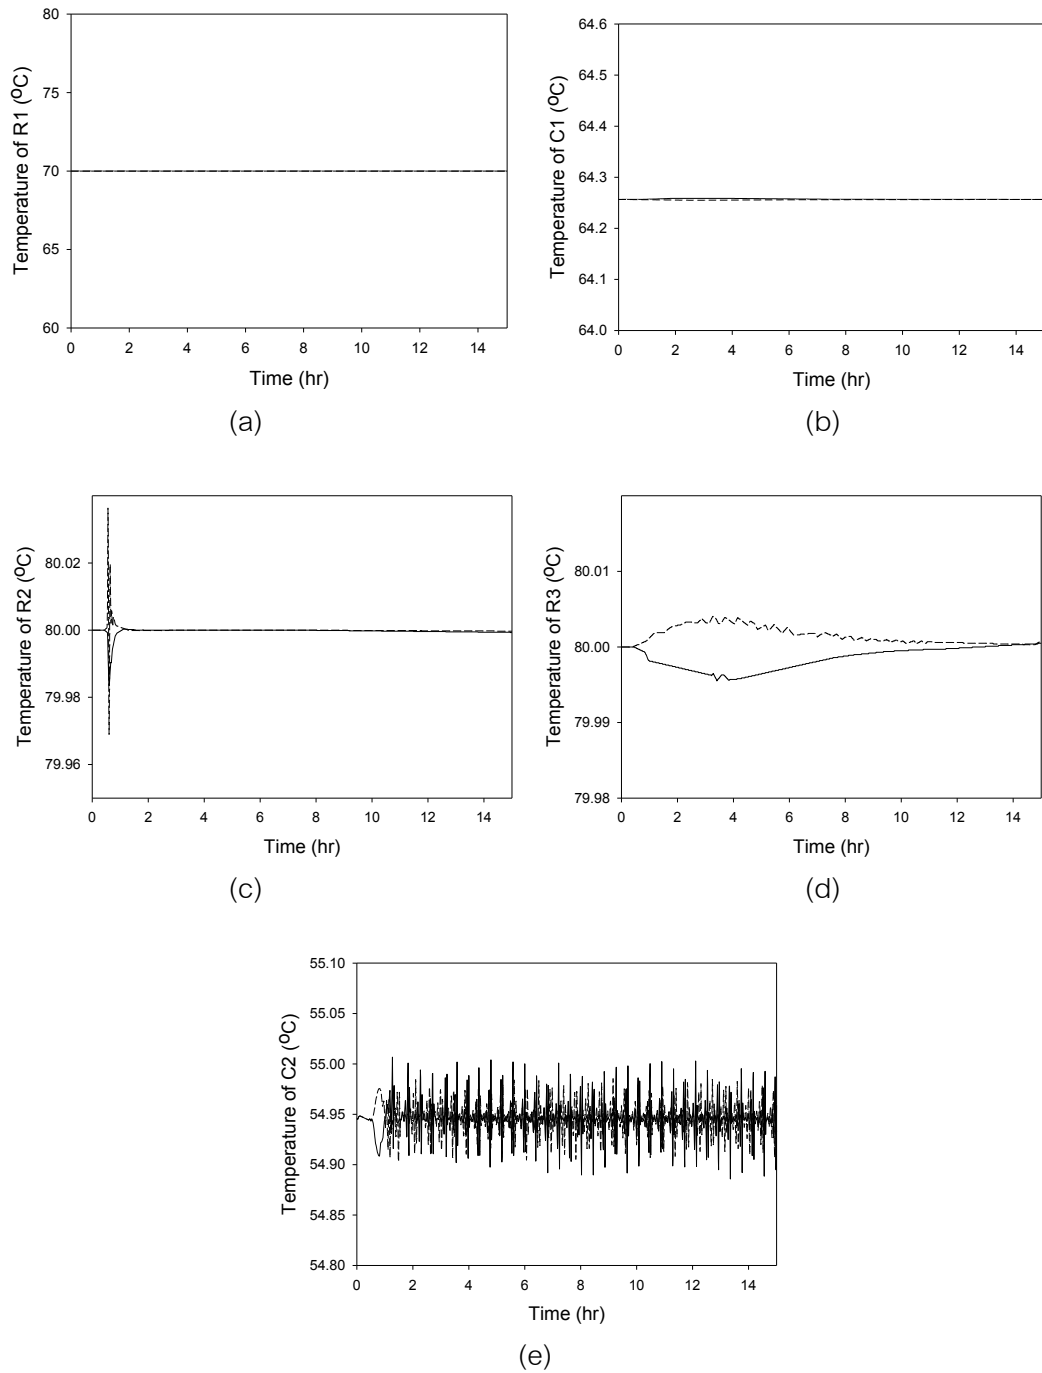 80
75
70
65
60
Temperature of R1 (⁰C)
0 2 4 6 8 10 12 14
Time (hr)
(a)
64.6
64.5
64.4
64.3
64.2
64.1
64.0
Temperature of C1 (⁰C)
0 2 4 6 8 10 12 14
Time (hr)
(b)
80.02
80.00
79.98
79.96
Temperature of R2 (⁰C)
0 2 4 6 8 10 12 14
Time (hr)
(c)
80.01
80.00
79.99
79.98
Temperature of R3 (⁰C)
0 2 4 6 8 10 12 14
Time (hr)
(d)
55.10
55.05
55.00
54.95
54.90
54.85
54.80
Temperature of C2 (⁰C)
0 2 4 6 8 10 12 14
Time (hr)
(e)